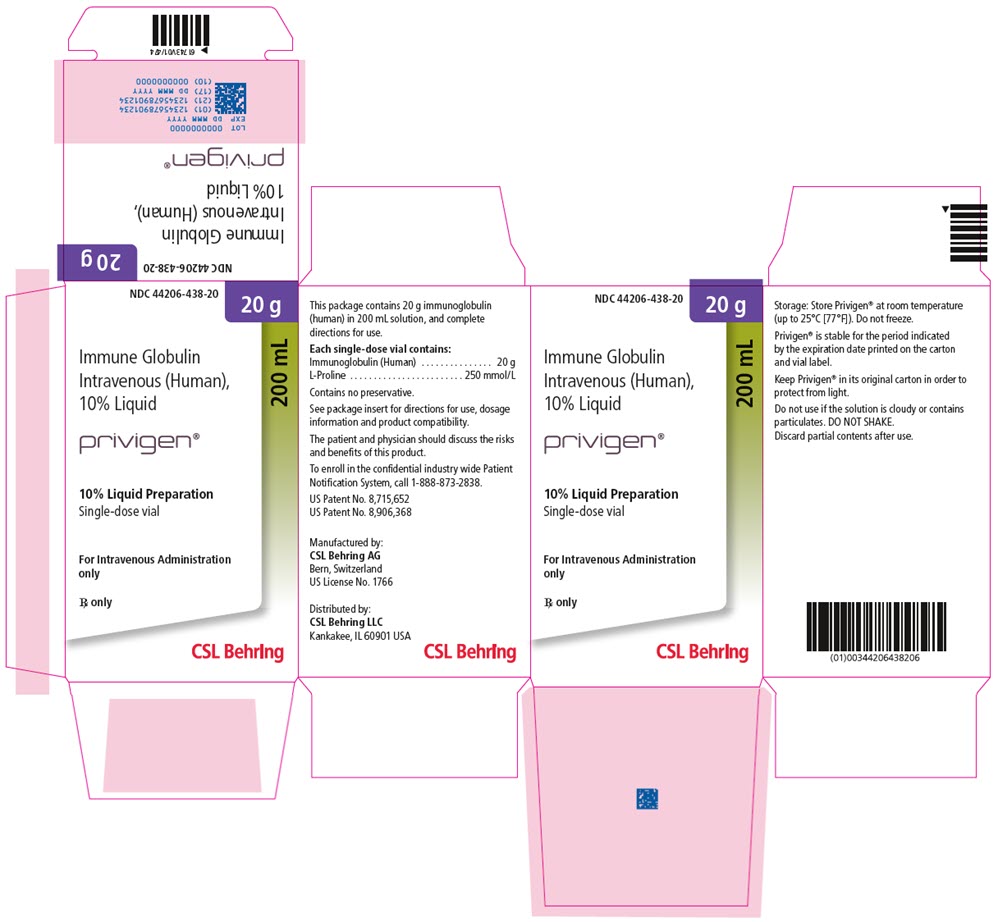 61743V01/474
LOT 0000000000
EXP DD MMM YYYY
(01) 12345678901234
(21) 12345678901234
(17) DD MMM YYYY
(10) 0000000000
privigen®
Immune Globulin
Intravenous (Human),
10% Liquid
20 g
NDC 44206-438-20
NDC 44206-438-20
20 g
200 mL
Immune Globulin
Intravenous (Human),
10% Liquid
privigen®
10% Liquid Preparation
Single-dose vial
For Intravenous Administration
only
℞ only
CSL Behring
This package contains 20 g immunoglobulin
(human) in 200 mL solution, and complete
directions for use.
Each single-dose vial contains:
Immunoglobulin (Human) ............... 20 g
L-Proline ........................ 250 mmol/L
Contains no preservative.
See package insert for directions for use, dosage
information and product compatibility.
The patient and physician should discuss the risks
and benefits of this product.
To enroll in the confidential industry wide Patient
Notification System, call 1-888-873-2838.
US Patent No. 8,715,652
US Patent No. 8,906,368
Manufactured by:
CSL Behring AG
Bern, Switzerland
US License No. 1766
Distributed by:
CSL Behring LLC
Kankakee, IL 60901 USA
CSL Behring
NDC 44206-438-20
20 g
200 mL
Immune Globulin
Intravenous (Human),
10% Liquid
privigen®
10% Liquid Preparation
Single-dose vial
For Intravenous Administration
only
℞ only
CSL Behring
Storage: Store Privigen® at room temperature
(up to 25°C [77°F]). Do not freeze.
Privigen® is stable for the period indicated
by the expiration date printed on the carton
and vial label.
Keep Privigen® in its original carton in order to
protect from light.
Do not use if the solution is cloudy or contains
particulates. DO NOT SHAKE.
Discard partial contents after use.
(01)00344206438206